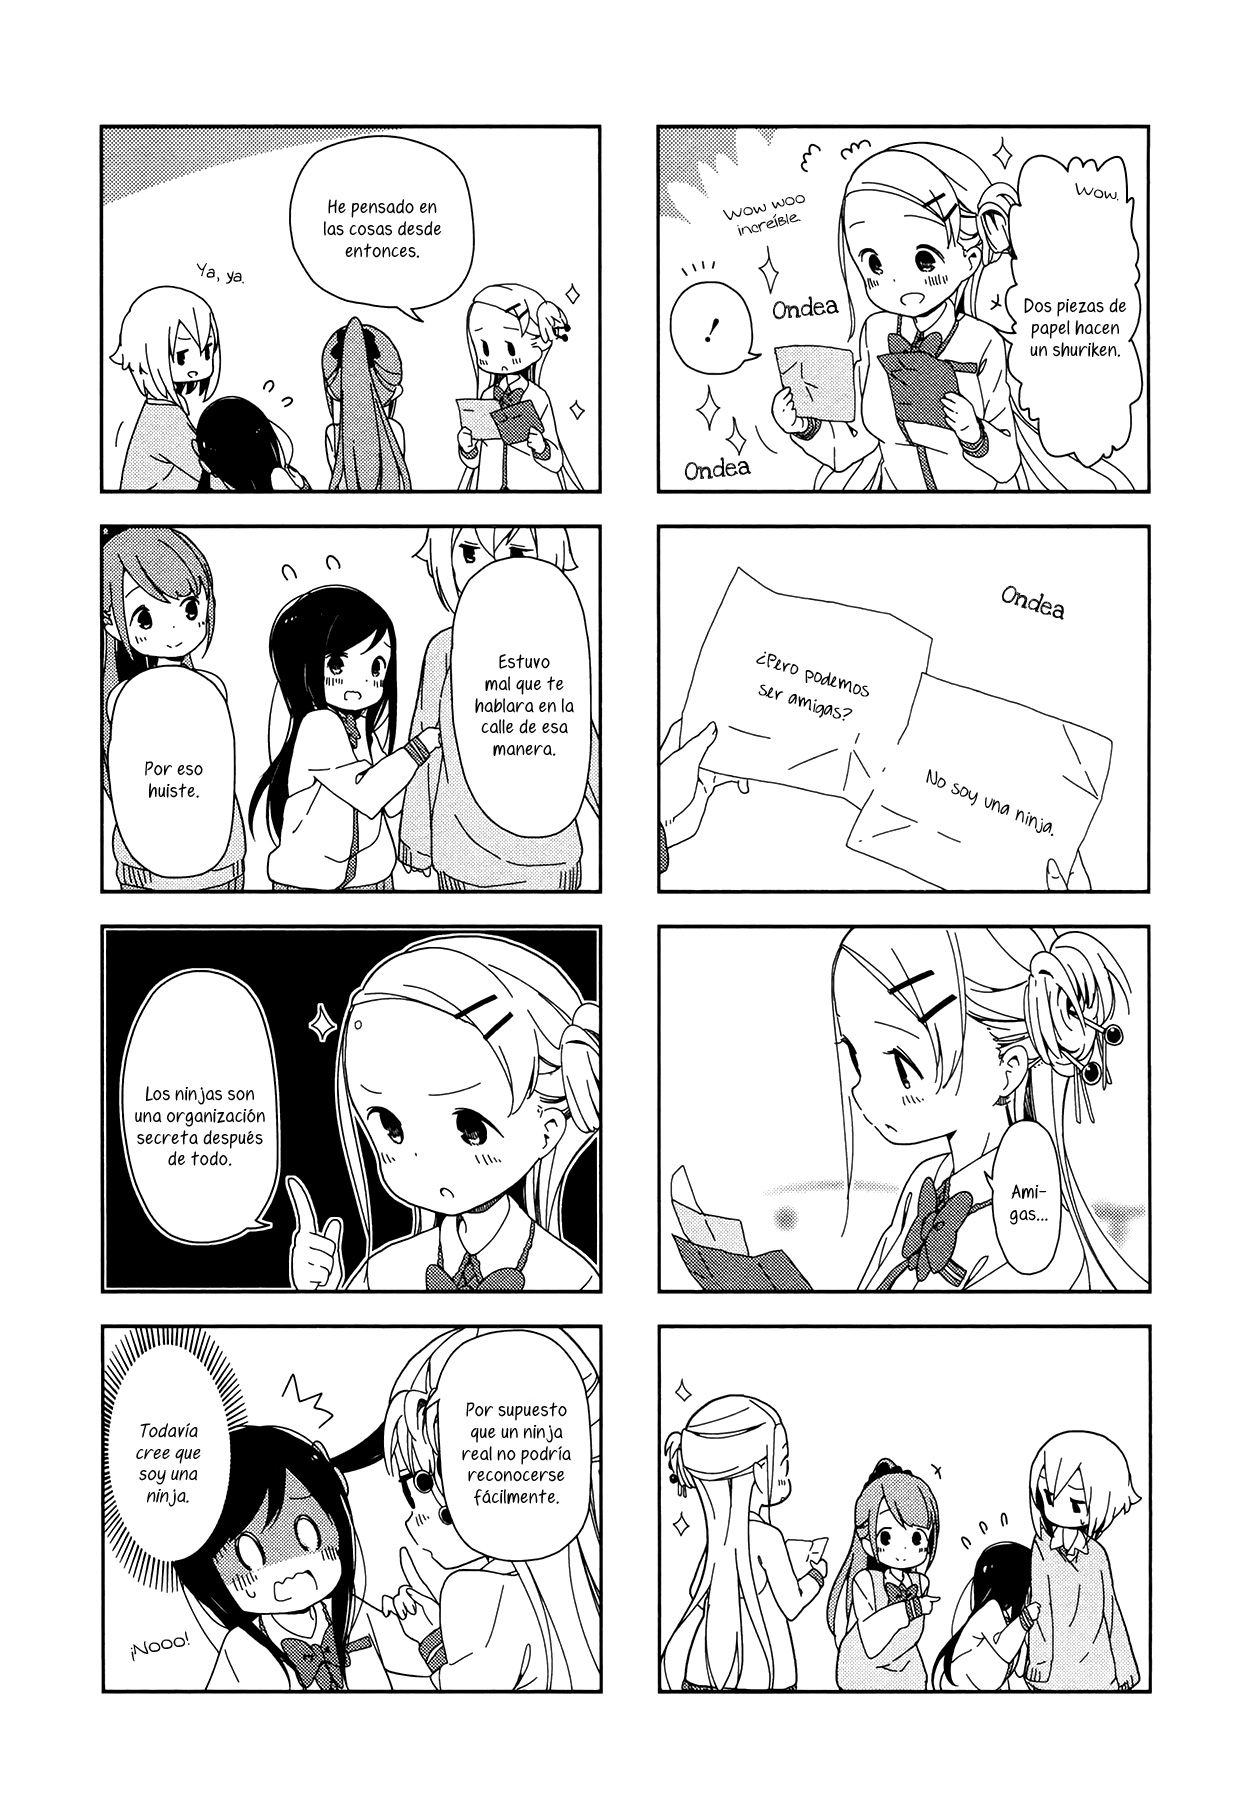 Wow.
Dos piezas de
papel hacen
un shuriken.
Wow woo
increíble.
Ondea
!
Ondea
Ondea
¿Pero podemos
ser amigas?
No soy una ninja.
Ami-
gas...
He pensado en
las cosas desde
entonces.
Ya, ya.
Estuvo
mal que te
hablara en la
calle de esa
manera.
Por eso
huiste.
Los ninjas son
una organización
secreta después
de todo.
Por supuesto
que un ninja
real no podría
reconocerse
fácilmente.
Todavía
cree que
soy una
ninja.
¡Nooo!